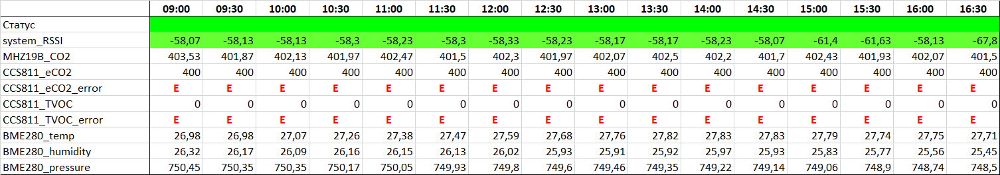 09:00 09:30 10:00 10:30 11:00 11:30 12:00 12:30 13:00 13:30 14:00 14:30 15:00 15:30 16:00 16:30
Статус
system_RSSI -58,07 -58,13 -58,13 -58,3 -58,23 -58,3 -58,33 -58,23 -58,17 -58,17 -58,23 -58,07 -61,4 -61,63 -58,13 -67,8
MHZ19B_CO2 403,53 401,87 402,13 401,97 402,47 401,5 402,3 401,97 402,07 402,5 402,2 401,7 402,43 401,93 402,07 401,5
CCS811_eCO2 400 400 400 400 400 400 400 400 400 400 400 400 400 400 400 400
CCS811_eCO2_error E E E E E E E E E E E E E E E E
CCS811_TVOC 0 0 0 0 0 0 0 0 0 0 0 0 0 0 0 0
CCS811_TVOC_error E E E E E E E E E E E E E E E E
BME280_temp 26,98 26,98 27,07 27,26 27,38 27,47 27,59 27,68 27,76 27,82 27,83 27,83 27,79 27,74 27,75 27,71
BME280_humidity 26,32 26,17 26,09 26,16 26,15 26,13 26,02 25,93 25,91 25,92 25,97 25,93 25,83 25,77 25,56 25,45
BME280_pressure 750,45 750,35 750,35 750,17 750,05 749,93 749,8 749,6 749,46 749,35 749,22 749,14 749,06 748,9 748,74 748,5